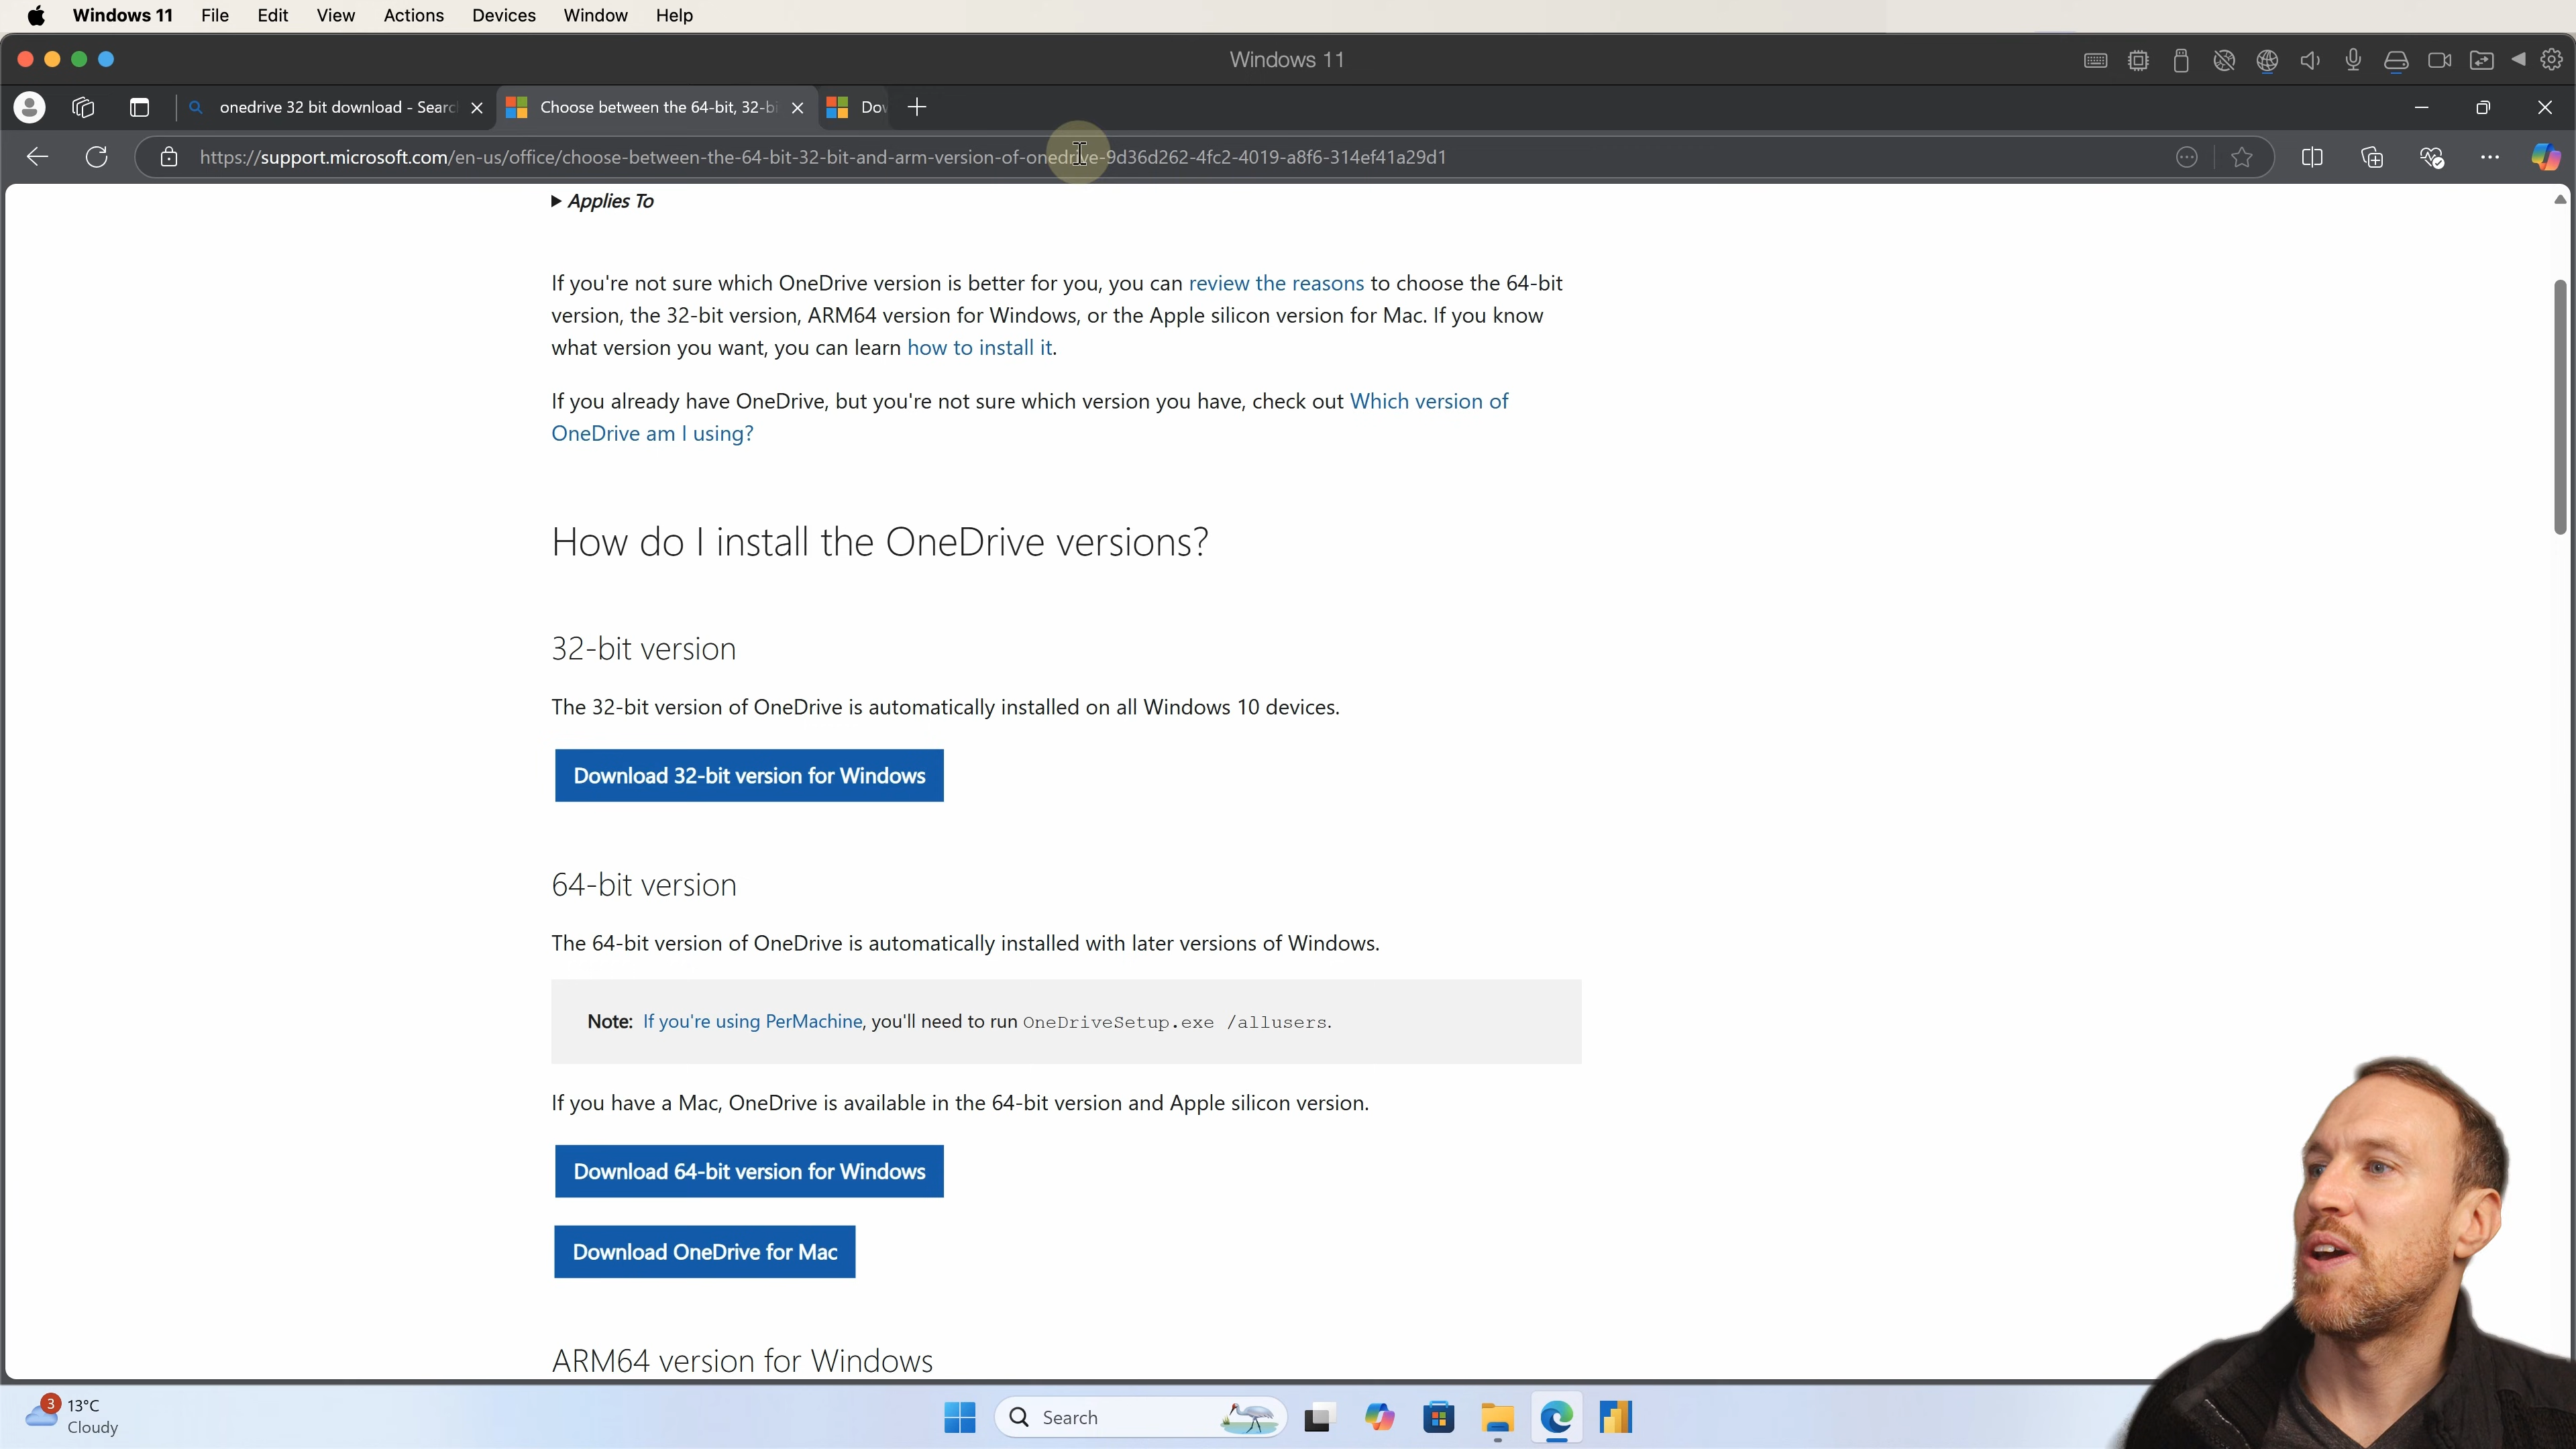 Windows 11 File Edit View Actions Devices Window Help
Windows 11
onedrive 32 bit download - Searc
Choose between the 64-bit, 32-bi
Dov
https://support.microsoft.com/en-us/office/choose-between-the-64-bit-32-bit-and-arm-version-of-onedrive-9d36d262-4fc2-4019-a8f6-314ef41a29d1
Applies To
If you're not sure which OneDrive version is better for you, you can review the reasons to choose the 64-bit
version, the 32-bit version, ARM64 version for Windows, or the Apple silicon version for Mac. If you know
what version you want, you can learn how to install it.
If you already have OneDrive, but you're not sure which version you have, check out Which version of
OneDrive am I using?
How do I install the OneDrive versions?
32-bit version
The 32-bit version of OneDrive is automatically installed on all Windows 10 devices.
Download 32-bit version for Windows
64-bit version
The 64-bit version of OneDrive is automatically installed with later versions of Windows.
Note: If you're using PerMachine, you'll need to run OneDriveSetup.exe /allusers.
If you have a Mac, OneDrive is available in the 64-bit version and Apple silicon version.
Download 64-bit version for Windows
Download OneDrive for Mac
ARM64 version for Windows
3
13°C
Cloudy
Search